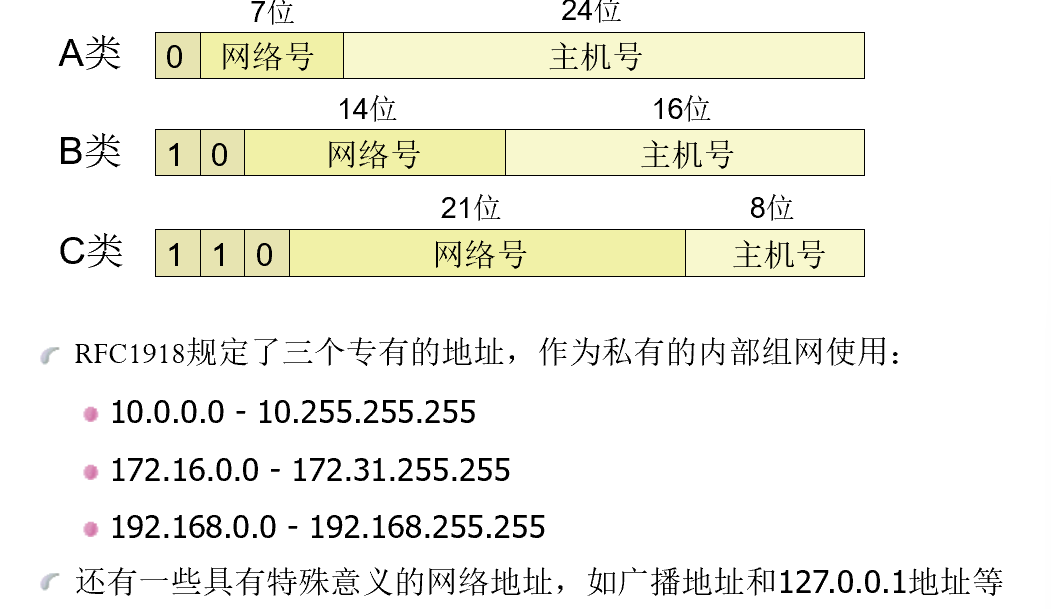 7位 24位
A类 0 网络号 主机号
14位 16位
B类 1 0 网络号 主机号
21位 8位
C类 1 1 0 网络号 主机号
RFC1918规定了三个专有的地址，作为私有的内部组网使用：
10.0.0.0 - 10.255.255.255
172.16.0.0 - 172.31.255.255
192.168.0.0 - 192.168.255.255
还有一些具有特殊意义的网络地址，如广播地址和127.0.0.1地址等